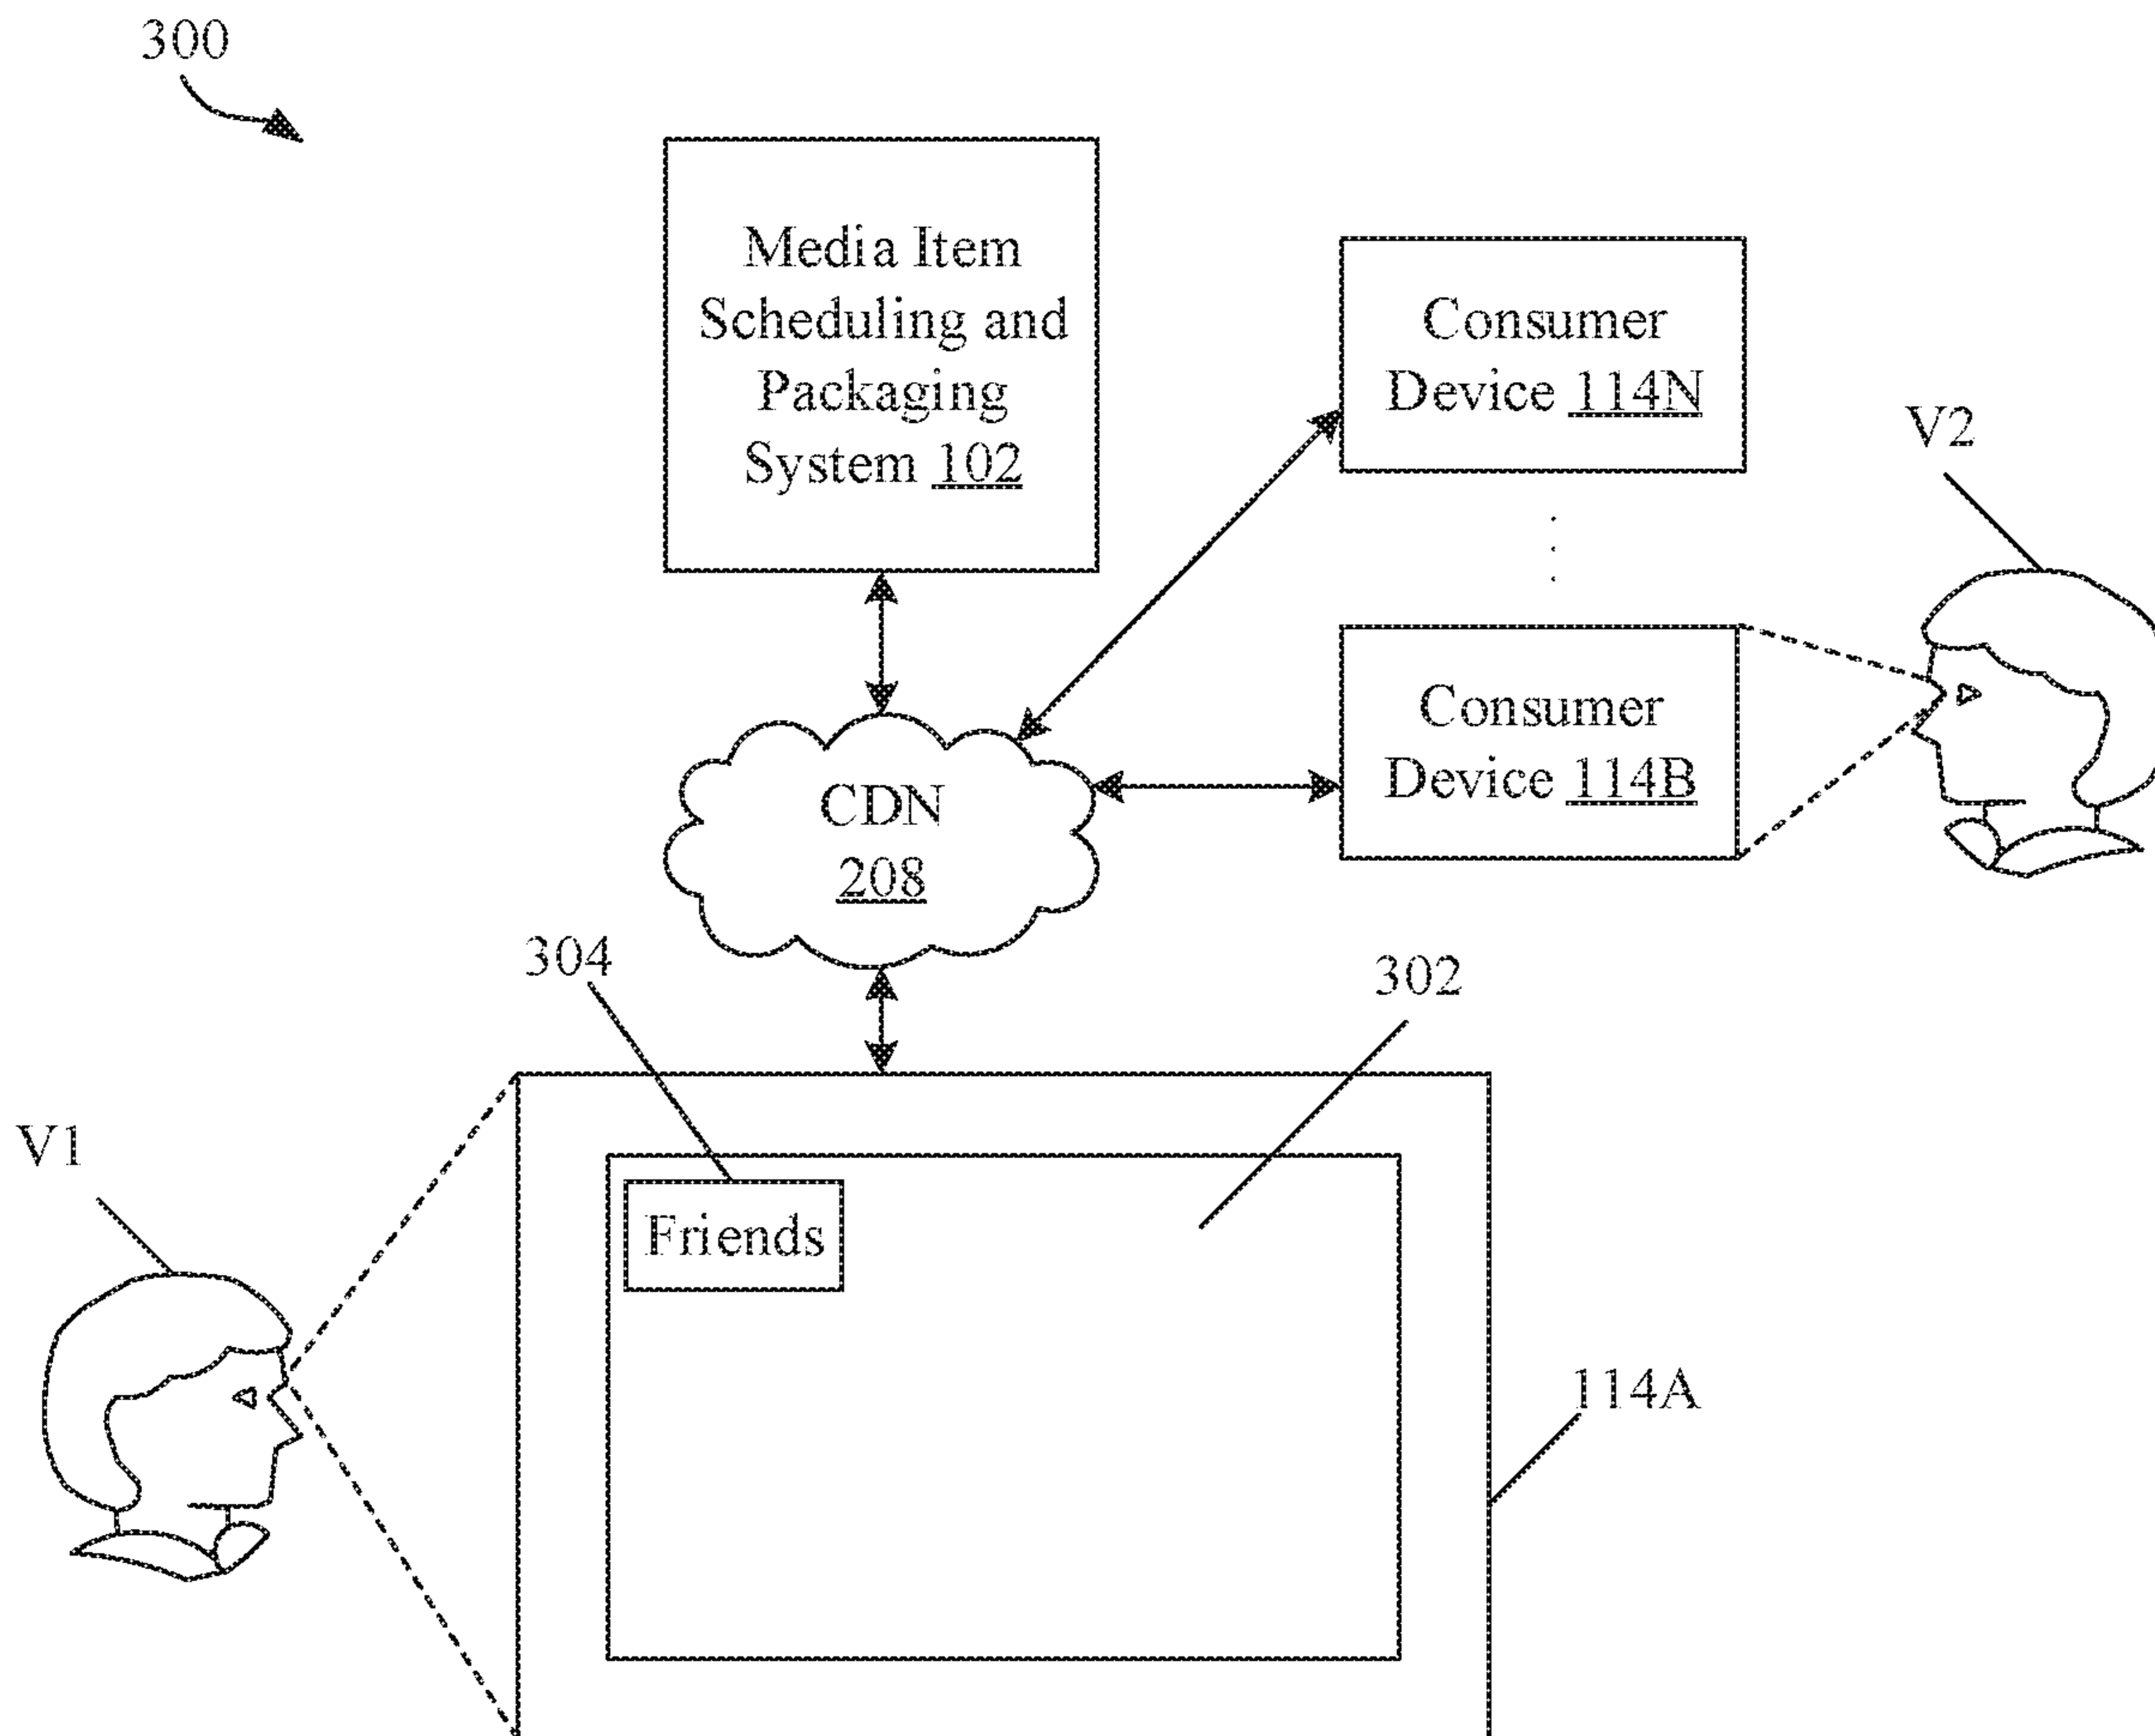 300
Media Item
Scheduling and
Packaging
System 102
Consumer
Device 114N
V2
Consumer
Device 114B
CDN
208
304
302
V1
Friends
114A